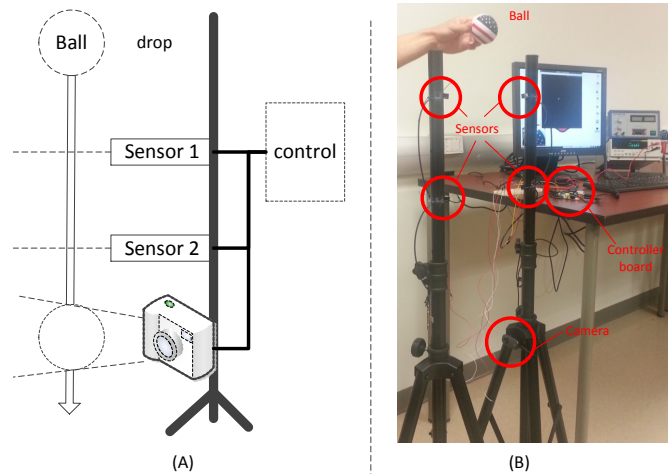 Ball
drop
Sensor 1
control
Sensor 2
(A)
Ball
Sensors
Controller
board
Camera
(B)